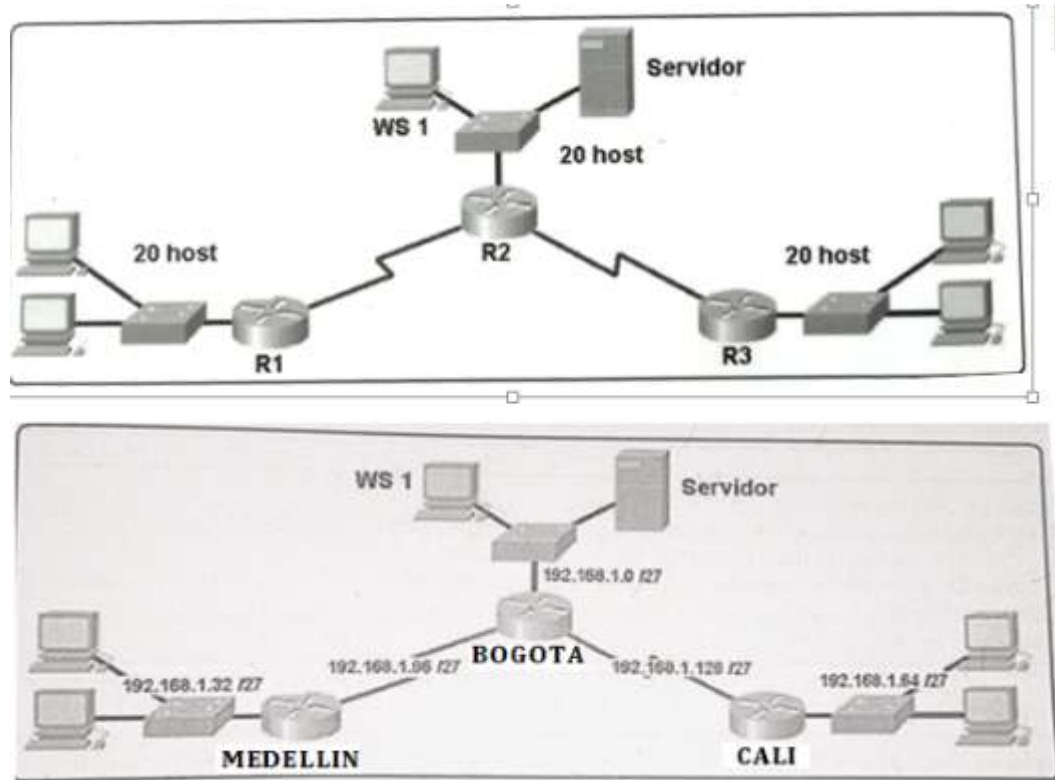 Servidor
WS 1
20 host
R2
20 host
20 host
R1
R3
WS 1
Servidor
192.168.1.0 /27
BOGOTA
192.168.1.96 /27
192.168.1.128 /27
192.168.1.32 /27
192.168.1.64 /27
MEDELLIN
CALI